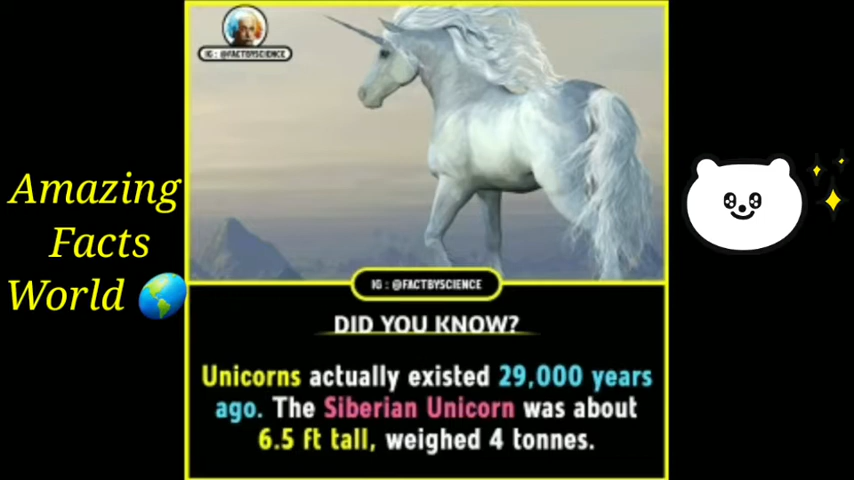 IG : @FACTBYSCIENCE
Amazing
Facts
World
IG : @FACTBYSCIENCE
DID YOU KNOW?
Unicorns actually existed 29,000 years
ago. The Siberian Unicorn was about
6.5 ft tall, weighed 4 tonnes.